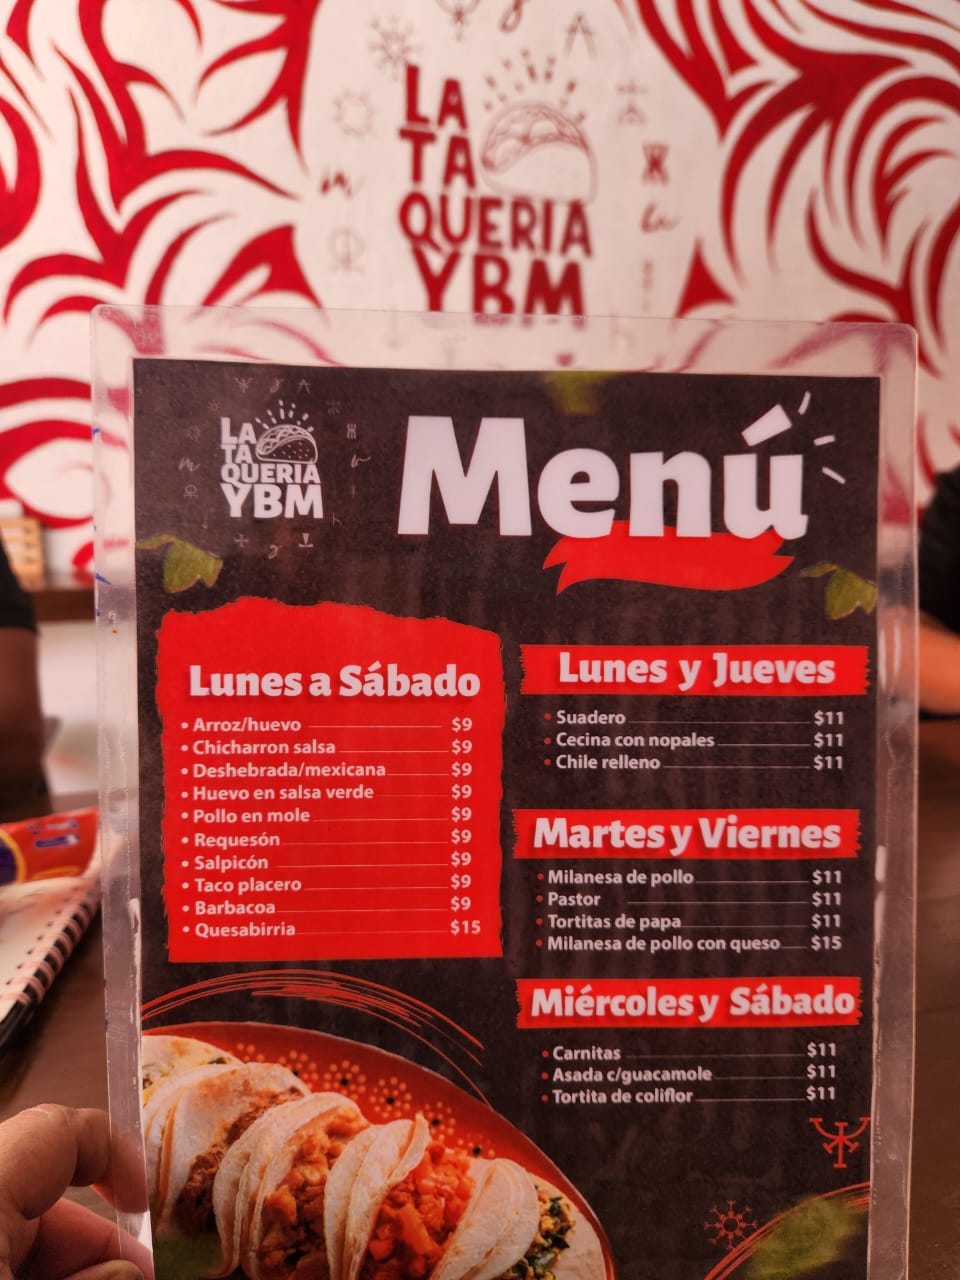 LA
TA
QUERIA
YBM
LA
TA
QUERIA
YBM
Menú
Lunes a Sábado
• Arroz/huevo $9
• Chicharron salsa $9
• Deshebrada/mexicana $9
• Huevo en salsa verde $9
• Pollo en mole $9
• Requesón $9
• Salpicón $9
• Taco placero $9
• Barbacoa $9
• Quesabirria $15
Lunes y Jueves
• Suadero $11
• Cecina con nopales $11
• Chile relleno $11
Martes y Viernes
• Milanesa de pollo $11
• Pastor $11
• Tortitas de papa $11
• Milanesa de pollo con queso $15
Miércoles y Sábado
• Carnitas $11
• Asada c/guacamole $11
• Tortita de coliflor $11